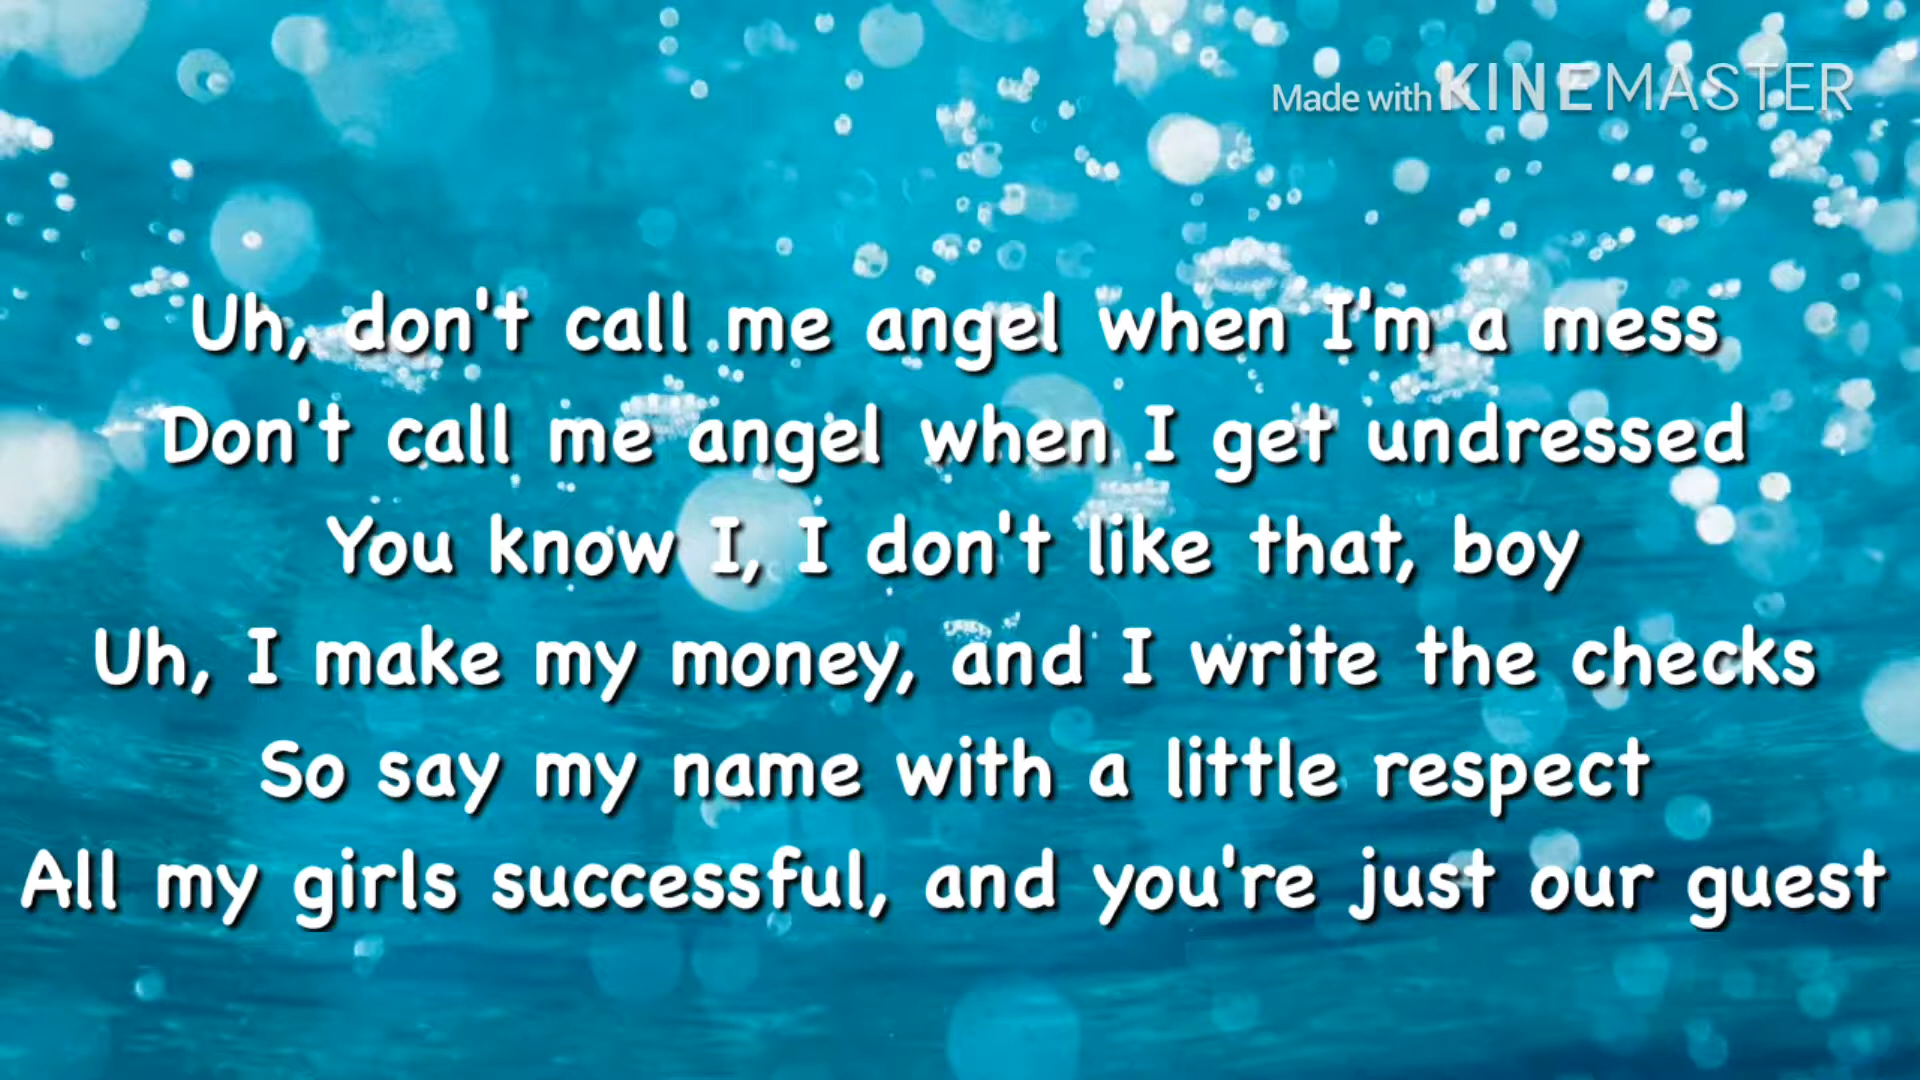 Made with KINEMASTER
Uh, don't call me angel when I'm a mess
Don't call me angel when I get undressed
You know I, I don't like that, boy
Uh, I make my money, and I write the checks
So say my name with a little respect
All my girls successful, and you're just our guest